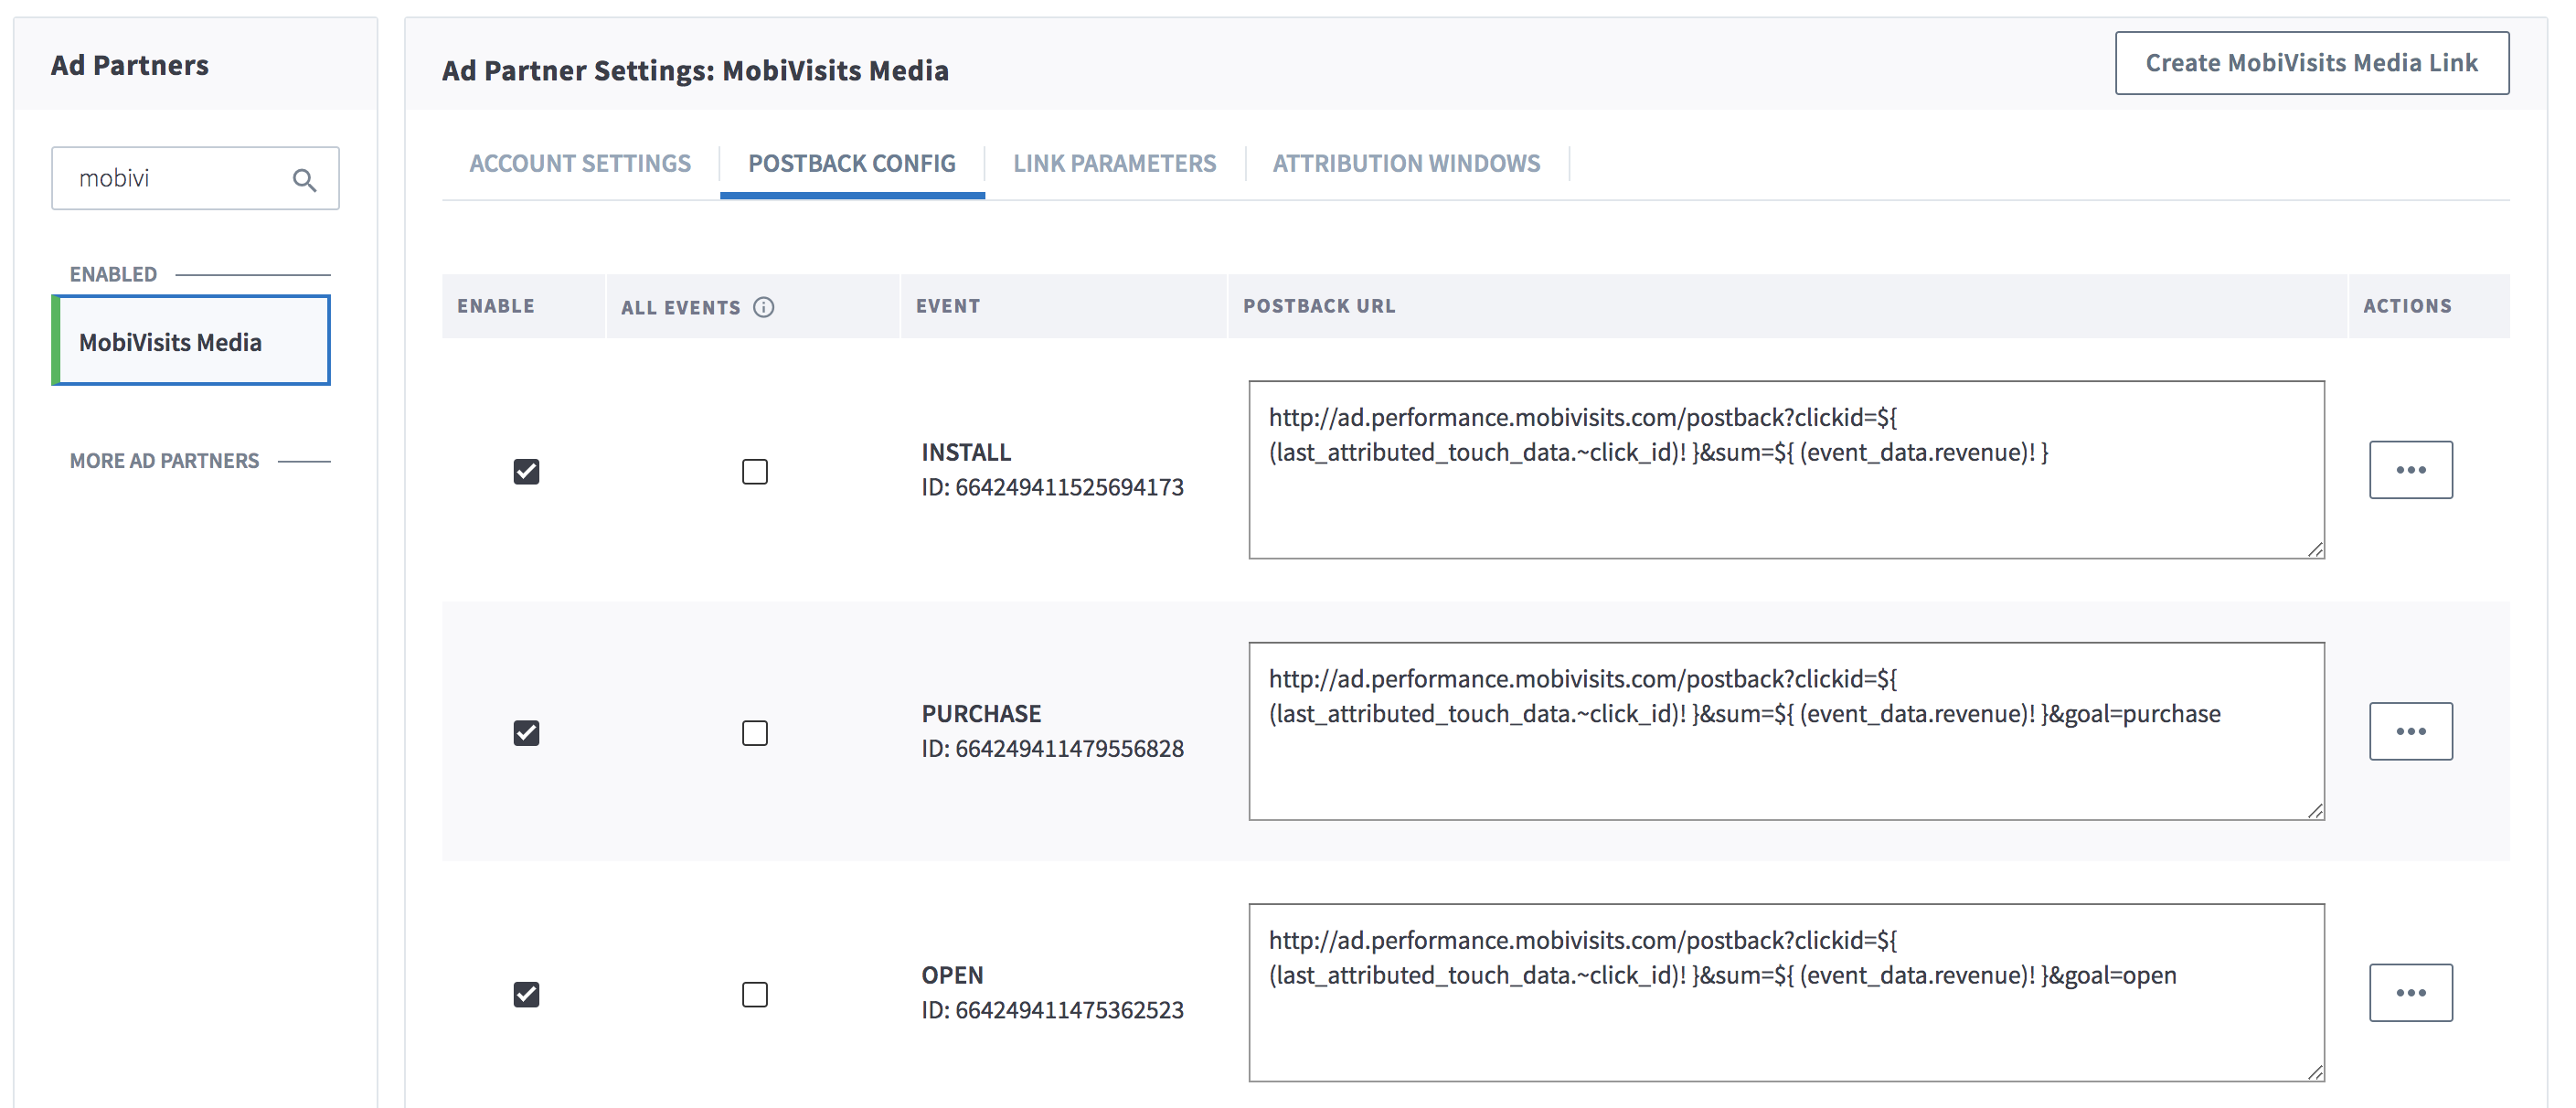 Ad Partners
mobivi
ENABLED
MobiVisits Media
MORE AD PARTNERS
Ad Partner Settings: MobiVisits Media
Create MobiVisits Media Link
ACCOUNT SETTINGS
POSTBACK CONFIG
LINK PARAMETERS
ATTRIBUTION WINDOWS
ENABLE
ALL EVENTS
EVENT
POSTBACK URL
ACTIONS
INSTALL
ID: 664249411525694173
http://ad.performance.mobivisits.com/postback?clickid=${
(last_attributed_touch_data.~click_id)! }&sum=${ (event_data.revenue)! }
PURCHASE
ID: 664249411479556828
http://ad.performance.mobivisits.com/postback?clickid=${
(last_attributed_touch_data.~click_id)! }&sum=${ (event_data.revenue)! }&goal=purchase
OPEN
ID: 664249411475362523
http://ad.performance.mobivisits.com/postback?clickid=${
(last_attributed_touch_data.~click_id)! }&sum=${ (event_data.revenue)! }&goal=open